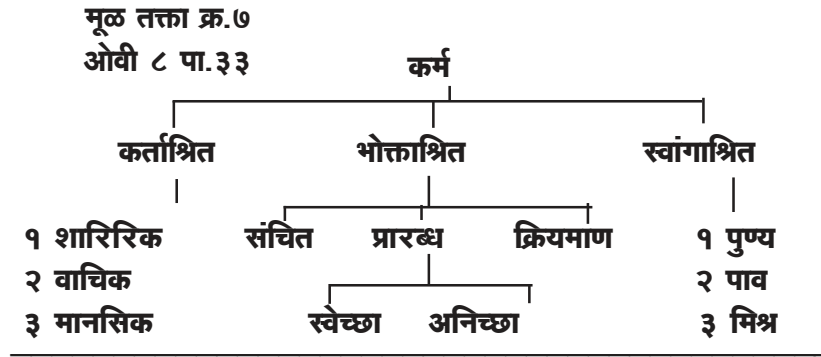 मूळ तक्ता क्र.७
ओवी ८ पा.३३
कर्म
कर्ताश्रित भोक्ताश्रित स्वांगाश्रित
१ शारिरिक संचित प्रारब्ध क्रियमाण १ पुण्य
२ वाचिक २ पाव
३ मानसिक स्वेच्छा अनिच्छा ३ मिश्र